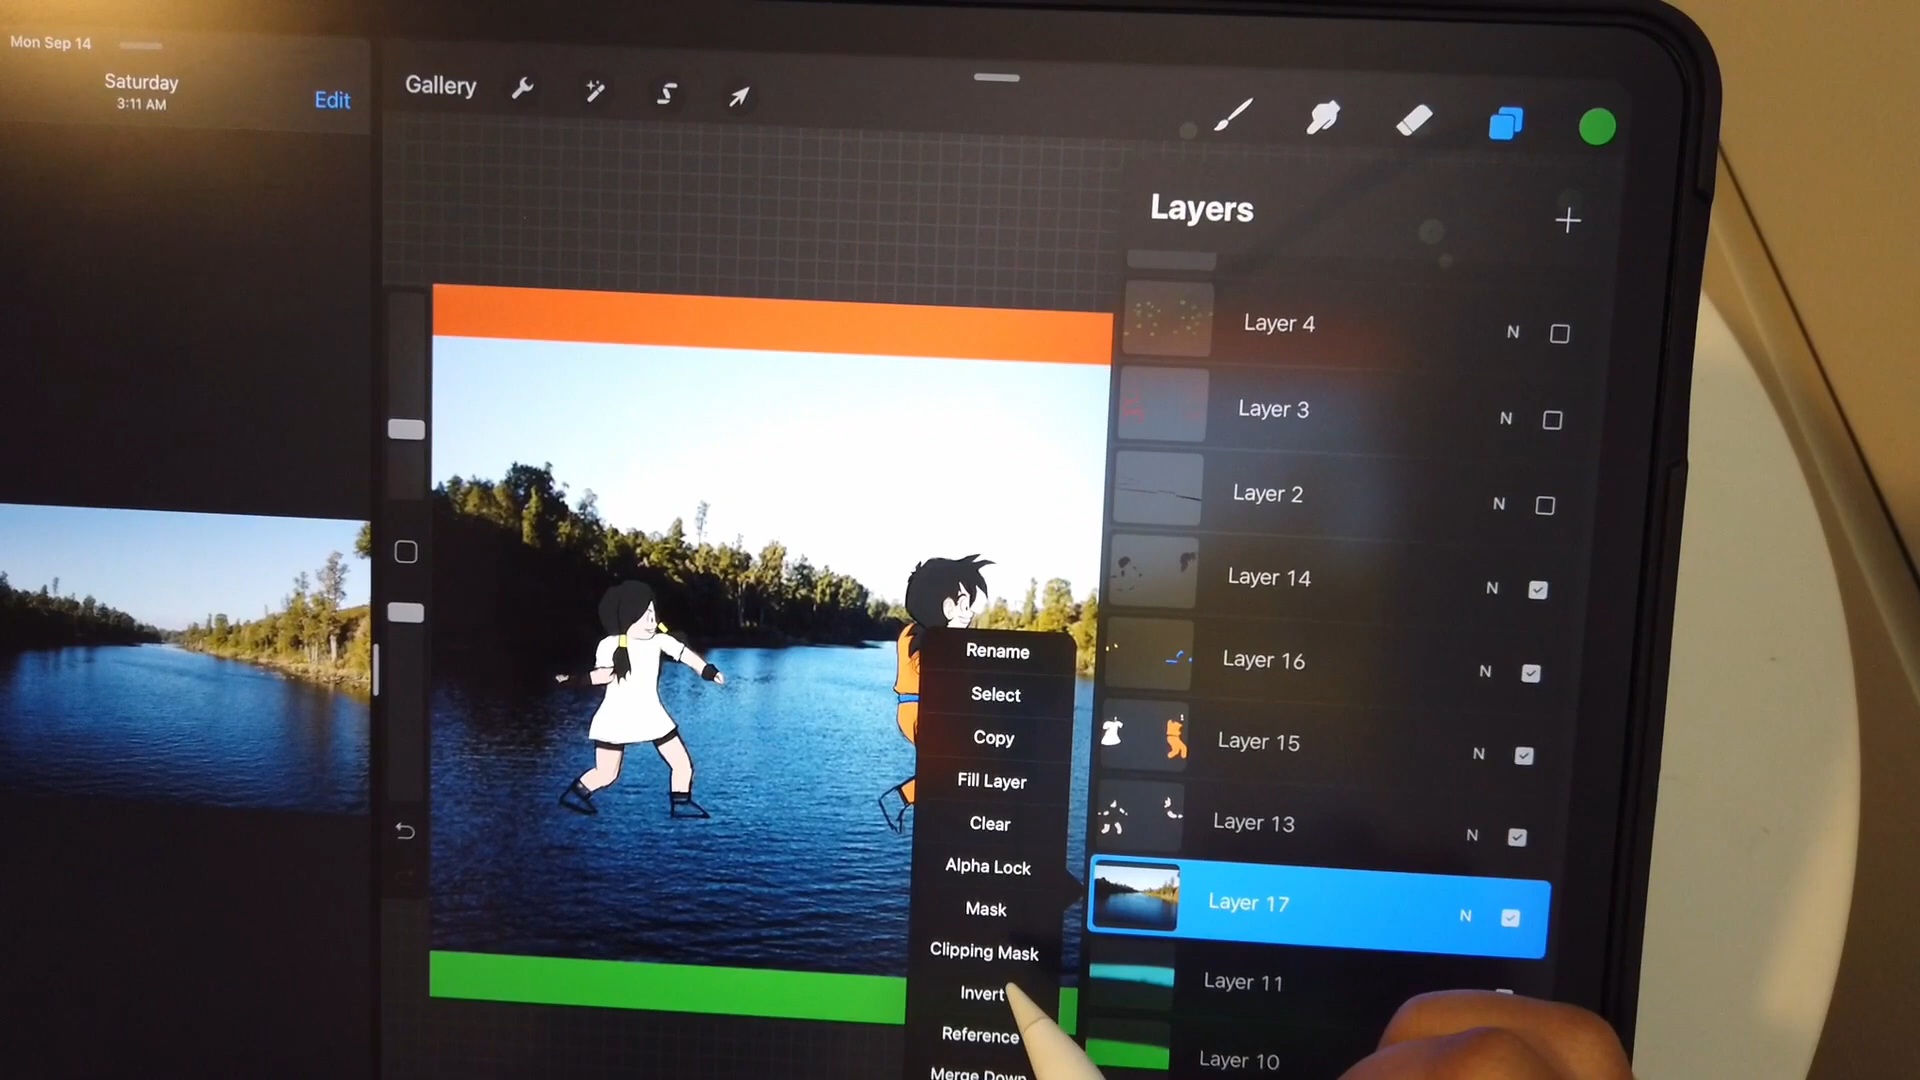 Mon Sep 14
Saturday
3:11 AM
Edit
Gallery
Layers
Layer 4 N
Layer 3 N
Layer 2 N
Layer 14 N
Layer 16 N
Layer 15 N
Layer 13 N
Layer 17 N
Layer 11
Layer 10
Rename
Select
Copy
Fill Layer
Clear
Alpha Lock
Mask
Clipping Mask
Invert
Reference
Merge Down